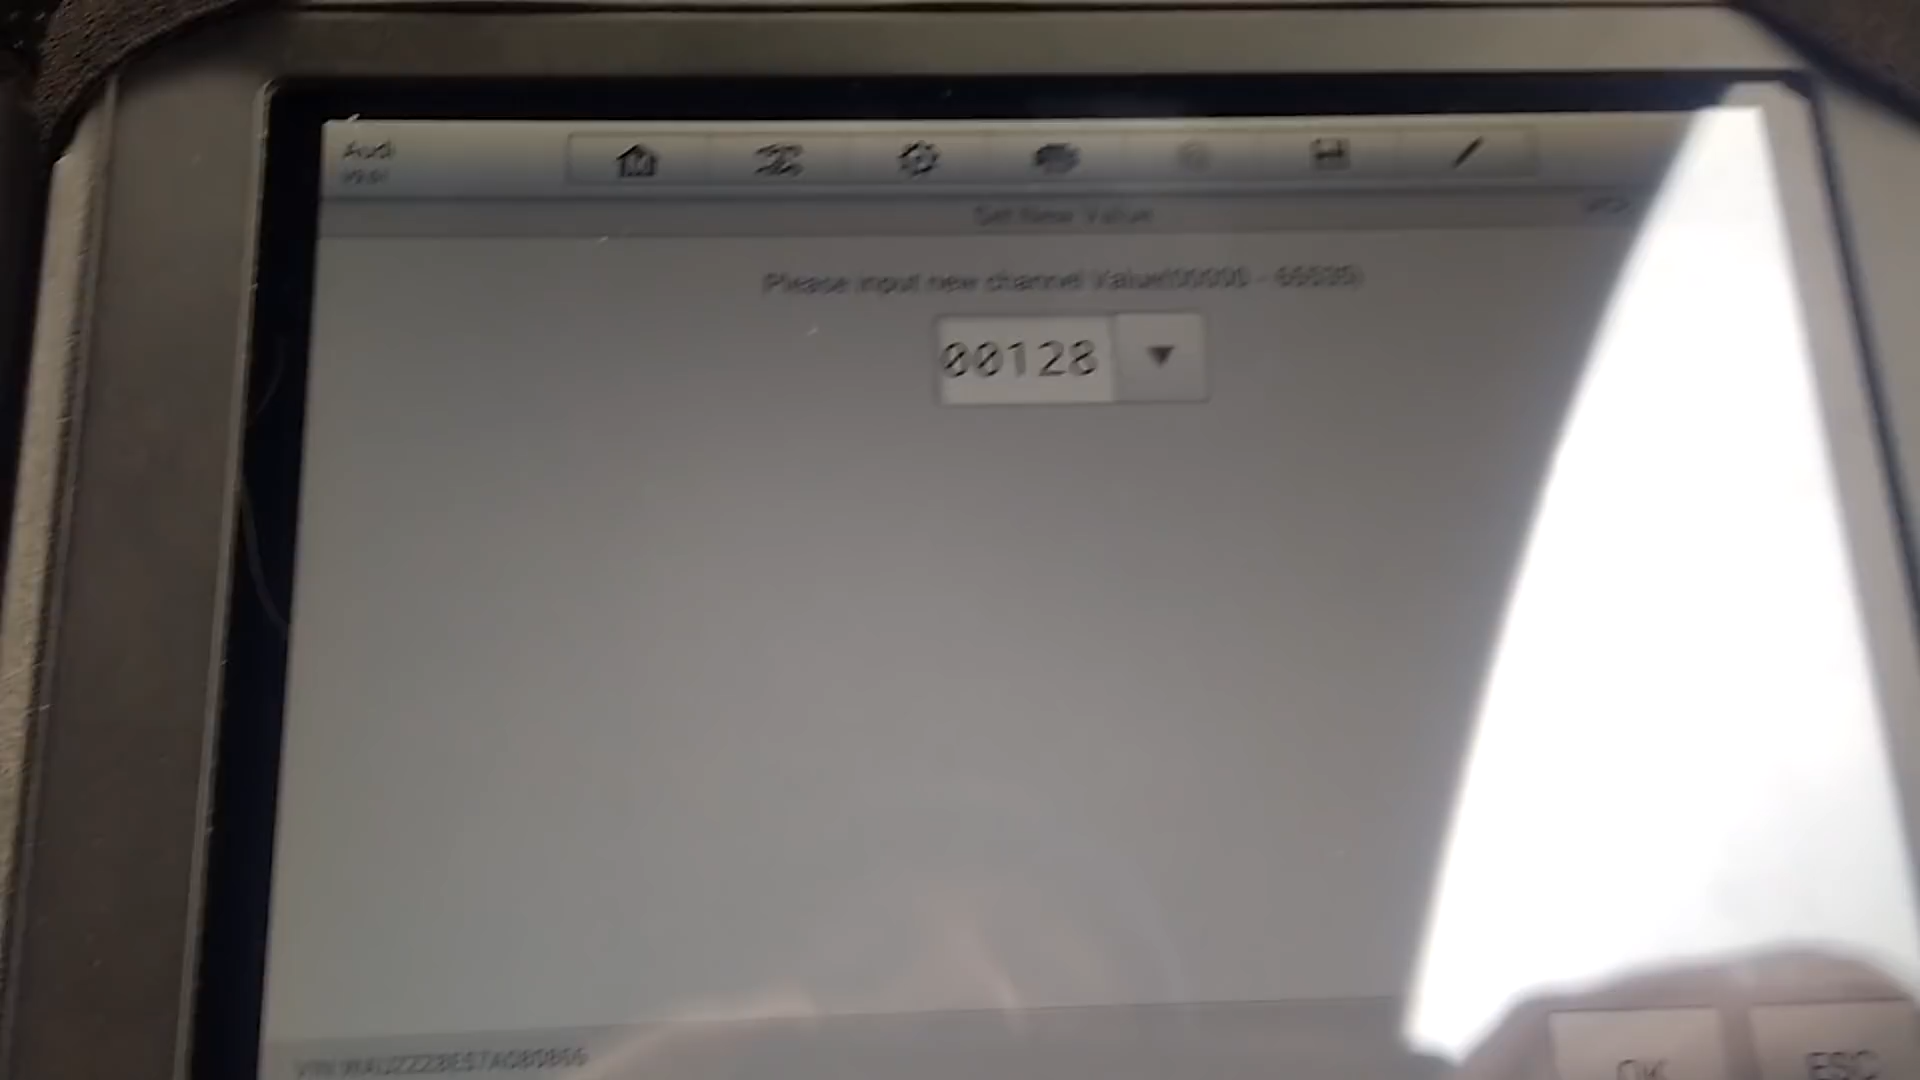 Audi
Set New Value
Please input new channel Value(00000 - 65535)
00128
OK
ESC